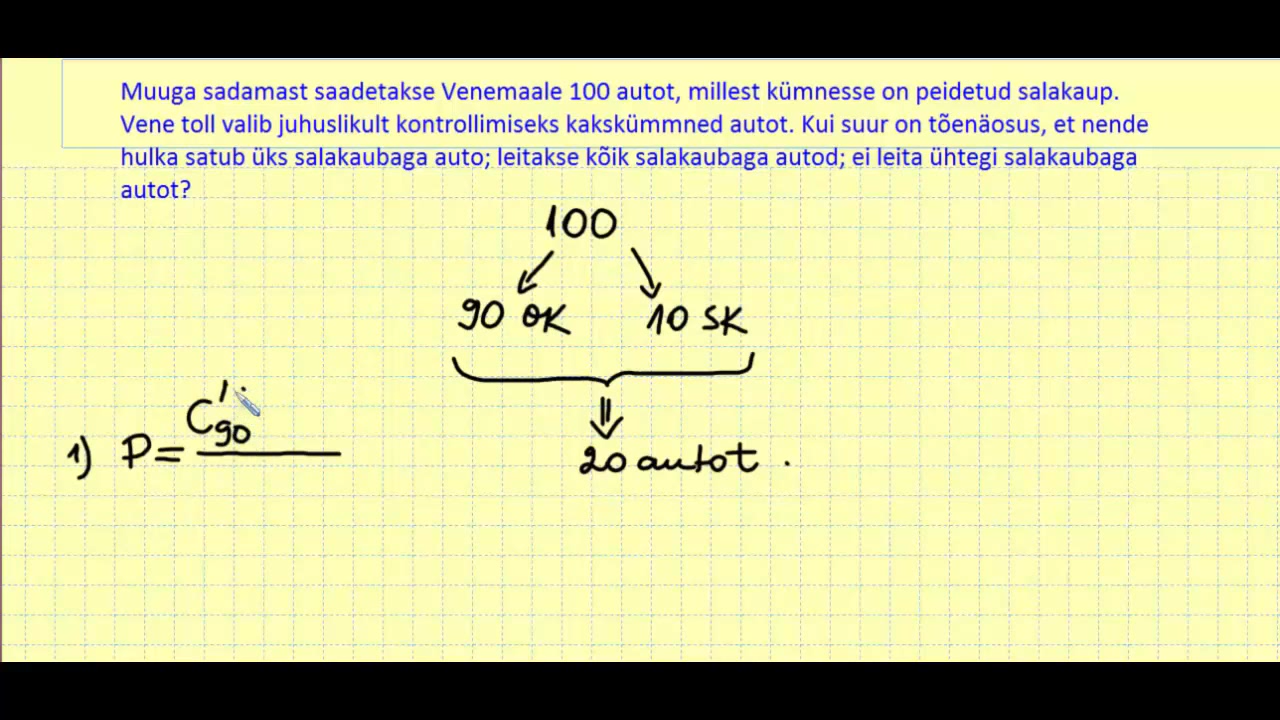 Muuga sadamast saadetakse Venemaale 100 autot, millest kümnesse on peidetud salakaup.
Vene toll valib juhuslikult kontrollimiseks kakskümmned autot. Kui suur on tõenäosus, et nende
hulka satub üks salakaubaga auto; leitakse kõik salakaubaga autod; ei leita ühtegi salakaubaga
autot?
100
90 OK 10 SK
1) P= C 90
20 autot .